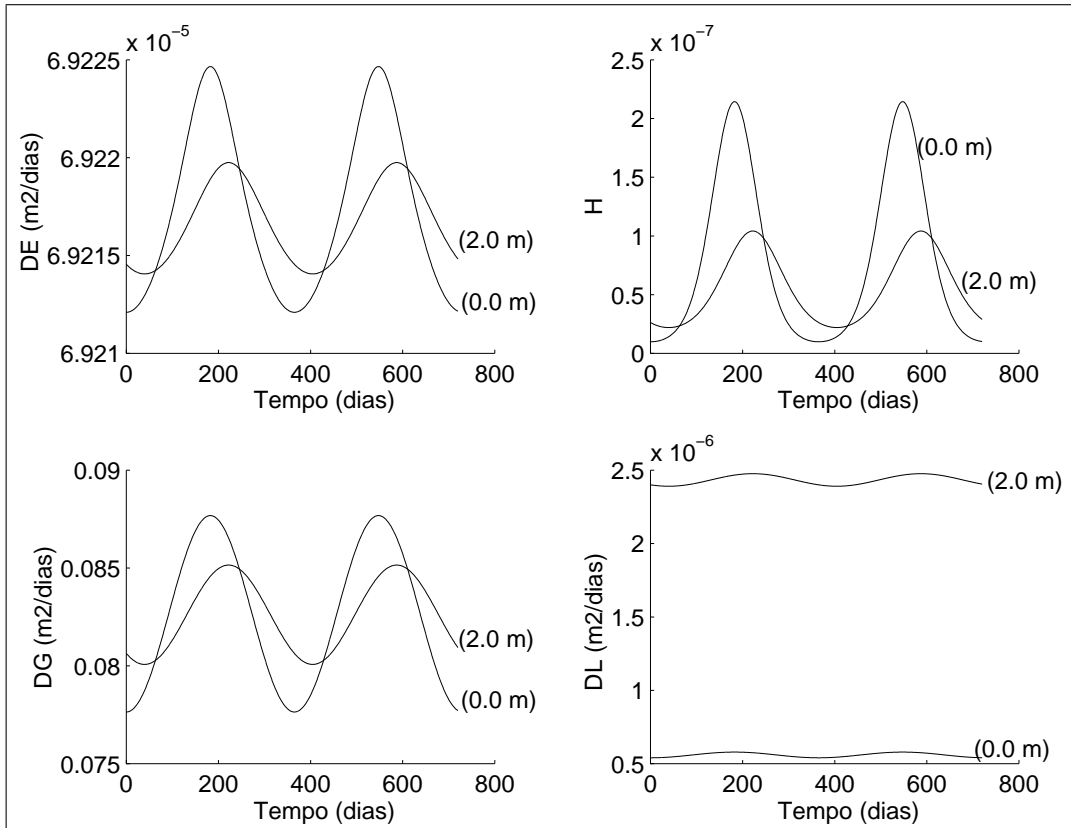 x 10−5
6.9225
6.922
6.9215
6.921
DE (m2/dias)
(2.0 m)
(0.0 m)
0 200 400 600 800
Tempo (dias)
x 10−7
2.5
2
1.5
1
0.5
0
H
(0.0 m)
(2.0 m)
0 200 400 600 800
Tempo (dias)
0.09
0.085
0.08
0.075
DG (m2/dias)
(2.0 m)
(0.0 m)
0 200 400 600 800
Tempo (dias)
x 10−6
2.5
2
1.5
1
0.5
DL (m2/dias)
(2.0 m)
(0.0 m)
0 200 400 600 800
Tempo (dias)